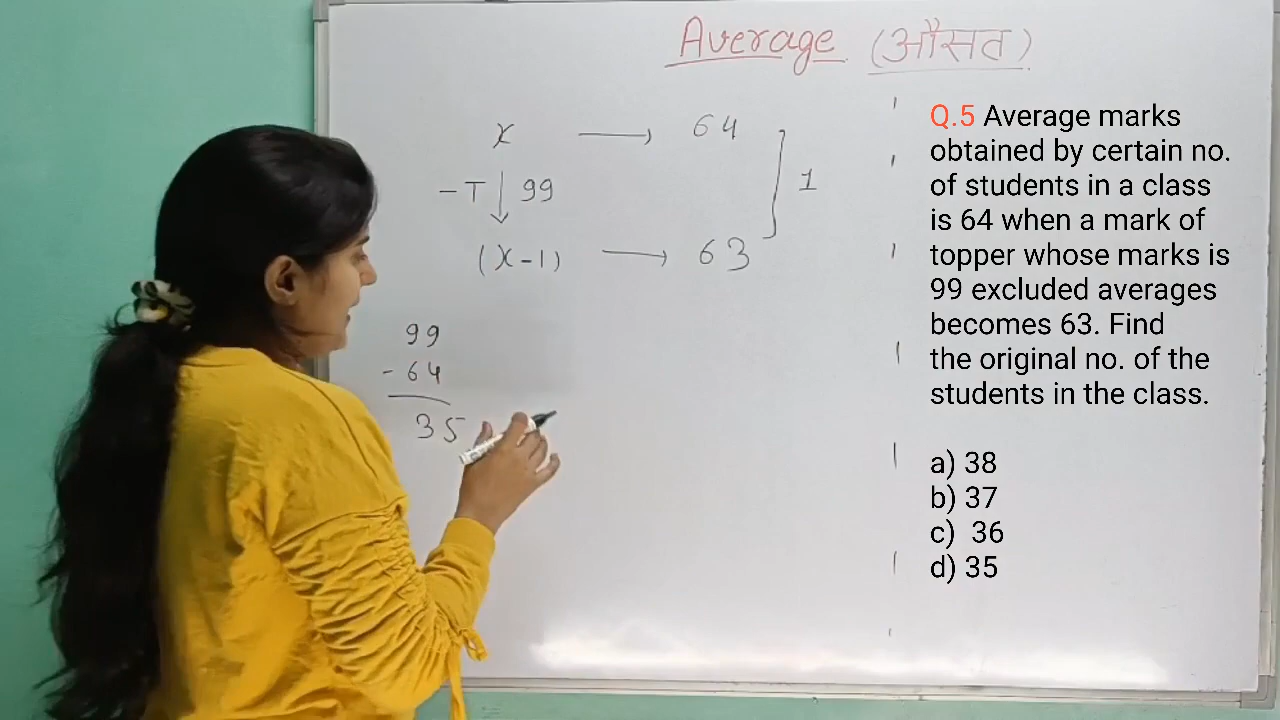 Average (औसत)
x → 64
- T ↓ 99
] 1
(x-1) → 63
99
- 64
35
Q.5 Average marks
obtained by certain no.
of students in a class
is 64 when a mark of
topper whose marks is
99 excluded averages
becomes 63. Find
the original no. of the
students in the class.
a) 38
b) 37
c) 36
d) 35